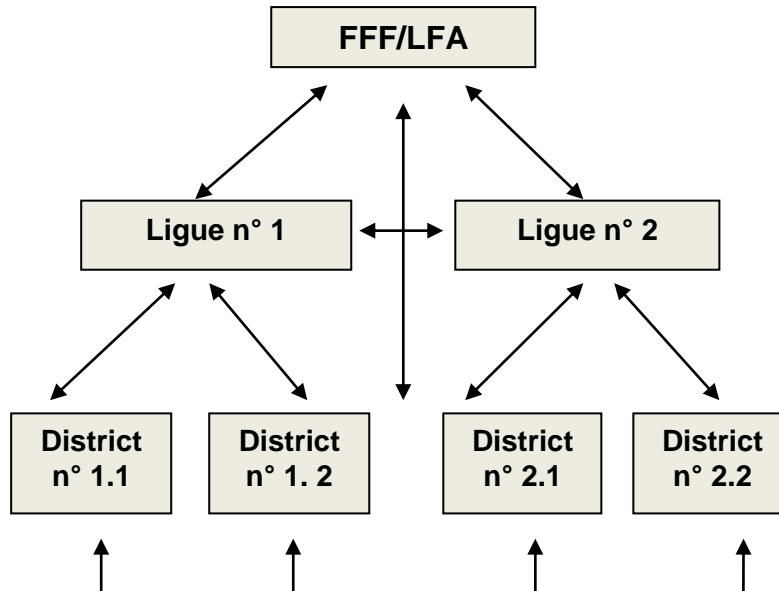 FFF/LFA
Ligue n° 1
Ligue n° 2
District
n° 1.1
District
n° 1. 2
District
n° 2.1
District
n° 2.2